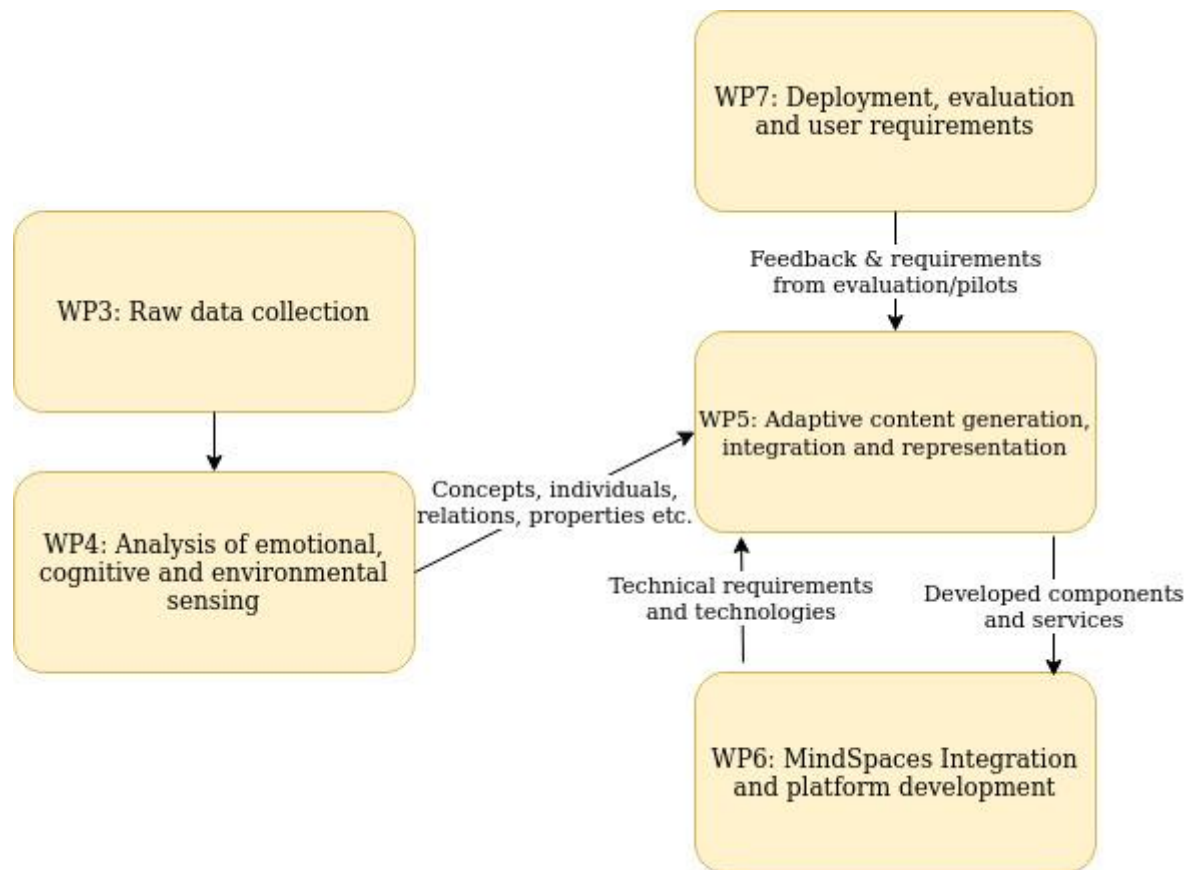 WP7: Deployment, evaluation
and user requirements
Feedback & requirements
from evaluation/pilots
WP3: Raw data collection
WP5: Adaptive content generation,
integration and representation
Concepts, individuals,
relations, properties etc.
WP4: Analysis of emotional,
cognitive and environmental
sensing
Technical requirements
and technologies
Developed components
and services
WP6: MindSpaces Integration
and platform development